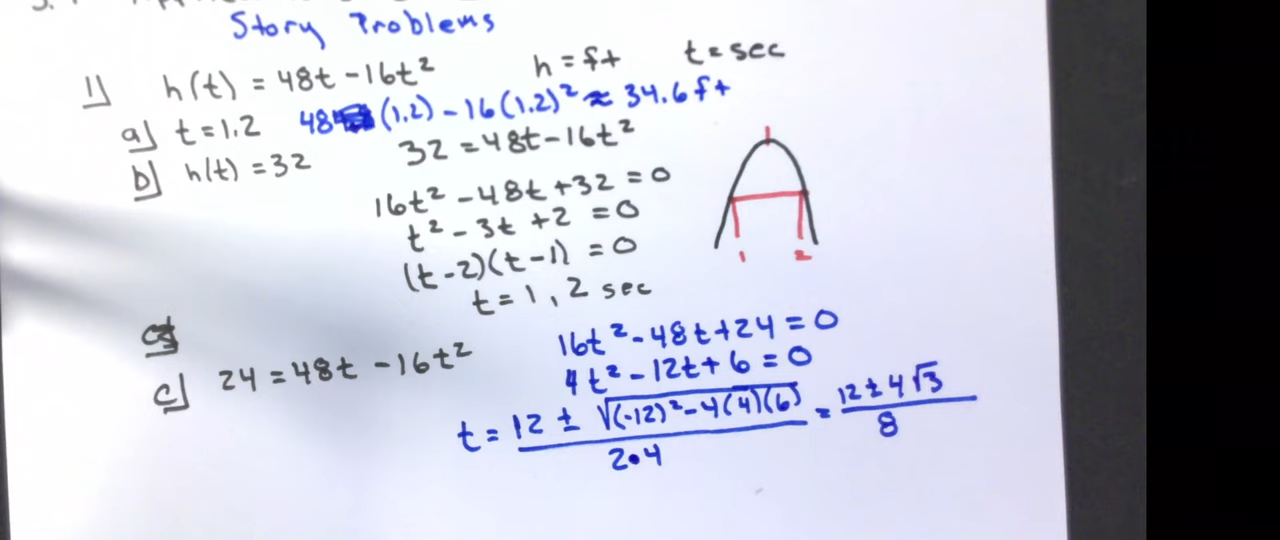 Story Problems
1) h(t) = 48t - 16t² h = ft t = sec
a) t = 1.2 48 (1.2) - 16 (1.2)² ≈ 34.6 ft
b) h(t) = 32 32 = 48t - 16t²
16t² - 48t + 32 = 0
t² - 3t + 2 = 0
(t - 2)(t - 1) = 0
t = 1, 2 sec
1 2
c) 24 = 48t - 16t² 16t² - 48t + 24 = 0
4t² - 12t + 6 = 0
t = 12 ± √(-12)² - 4(4)(6) / 2•4 = 12 ± 4√3 / 8